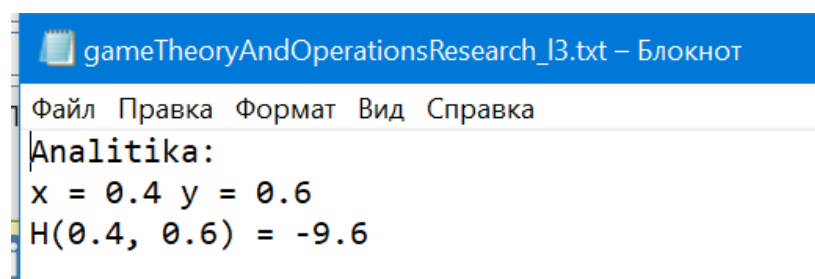 gameTheoryAndOperationsResearch_l3.txt – Блокнот
Файл Правка Формат Вид Справка
Analitika:
x = 0.4 y = 0.6
H(0.4, 0.6) = -9.6